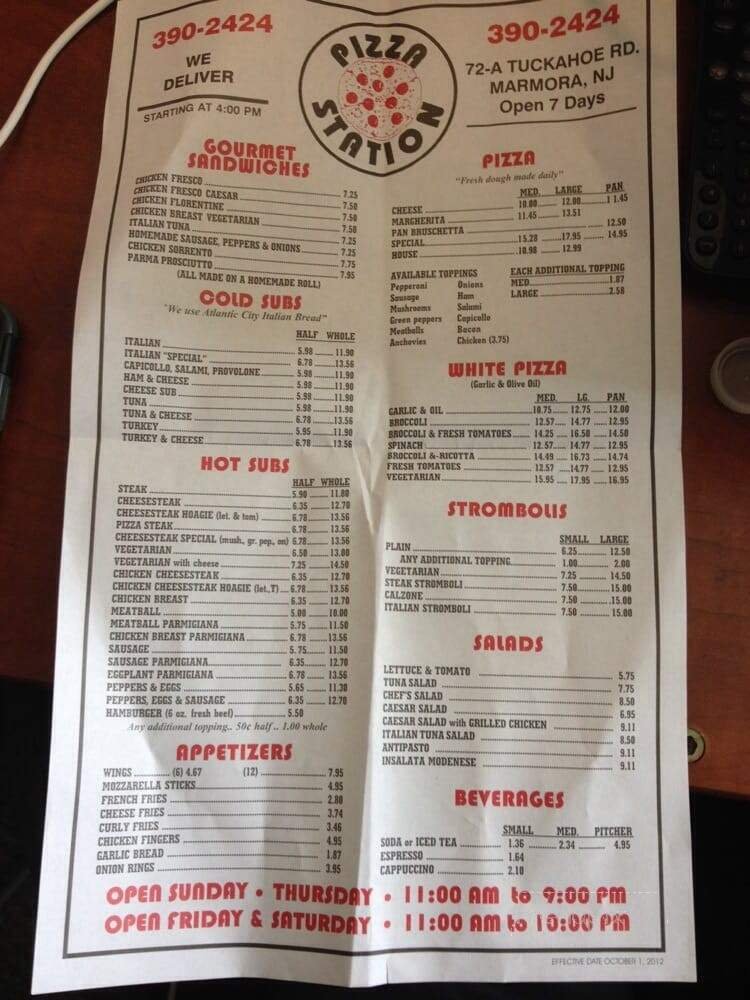 390-2424
WE
DELIVER
STARTING AT 4:00 PM
PIZZA
STATION
390-2424
72-A TUCKAHOE RD.
MARMORA, NJ
Open 7 Days
GOURMET
SANDWICHES
CHICKEN FRESCO 7.25
CHICKEN FRESCO CAESAR 7.50
CHICKEN FLORENTINE 7.50
CHICKEN BREAST VEGETARIAN 7.50
ITALIAN TUNA 7.25
HOMEMADE SAUSAGE, PEPPERS & ONIONS 7.25
CHICKEN SORRENTO 7.75
PARMA PROSCIUTTO 7.95
(ALL MADE ON A HOMEMADE ROLL)
COLD SUBS
"We use Atlantic City Italian Bread"
HALF WHOLE
ITALIAN 5.98 11.90
ITALIAN "SPECIAL" 6.78 13.56
CAPICOLLO, SALAMI, PROVOLONE 5.98 11.90
HAM & CHEESE 5.98 11.90
CHEESE SUB 5.98 11.90
TUNA 5.98 11.90
TUNA & CHEESE 6.78 13.56
TURKEY 5.95 11.90
TURKEY & CHEESE 6.78 13.56
HOT SUBS
HALF WHOLE
STEAK 5.90 11.80
CHEESESTEAK 6.35 12.70
CHEESESTEAK HOAGIE (let. & tom) 6.78 13.56
PIZZA STEAK 6.78 13.56
CHEESESTEAK SPECIAL (mush., gr. pep., on) 6.78 13.56
VEGETARIAN 6.50 13.00
VEGETARIAN with cheese 7.25 14.50
CHICKEN CHEESESTEAK 6.35 12.70
CHICKEN CHEESESTEAK HOAGIE (let.,T) 6.78 13.56
CHICKEN BREAST 6.35 12.70
MEATBALL 5.00 10.00
MEATBALL PARMIGIANA 5.75 11.50
CHICKEN BREAST PARMIGIANA 6.78 13.56
SAUSAGE 5.75 11.50
SAUSAGE PARMIGIANA 6.35 12.70
EGGPLANT PARMIGIANA 6.78 13.56
PEPPERS & EGGS 5.65 11.30
PEPPERS, EGGS & SAUSAGE 6.35 12.70
HAMBURGER (6 oz. fresh beef) 5.50
Any additional topping.. 50¢ half .. 1.00 whole
APPETIZERS
WINGS (6) 4.67 (12) 7.95
MOZZARELLA STICKS 4.95
FRENCH FRIES 2.80
CHEESE FRIES 3.74
CURLY FRIES 3.46
CHICKEN FINGERS 4.95
GARLIC BREAD 1.87
ONION RINGS 3.95
PIZZA
"Fresh dough made daily"
MED. LARGE PAN
CHEESE 10.00 12.00 11.45
MARGHERITA 11.45 13.51
PAN BRUSCHETTA 12.50
SPECIAL 15.28 17.95 14.95
HOUSE 10.98 12.99
AVAILABLE TOPPINGS EACH ADDITIONAL TOPPING
Pepperoni Onions MED. 1.87
Sausage Ham LARGE 2.58
Mushrooms Salami
Green peppers Capicollo
Meatballs Bacon
Anchovies Chicken (3.75)
WHITE PIZZA
(Garlic & Olive Oil)
MED. LG. PAN
GARLIC & OIL 10.75 12.75 12.00
BROCCOLI 12.57 14.77 12.95
BROCCOLI & FRESH TOMATOES 14.25 16.50 14.50
SPINACH 12.57 14.77 12.95
BROCCOLI & RICOTTA 14.49 16.73 14.74
FRESH TOMATOES 12.57 14.77 12.95
VEGETARIAN 15.95 17.95 16.95
STROMBOLIS
SMALL LARGE
PLAIN 6.25 12.50
ANY ADDITIONAL TOPPING 1.00 2.00
VEGETARIAN 7.25 14.50
STEAK STROMBOLI 7.50 15.00
CALZONE 7.50 15.00
ITALIAN STROMBOLI 7.50 15.00
SALADS
LETTUCE & TOMATO 5.75
TUNA SALAD 7.75
CHEF'S SALAD 8.50
CAESAR SALAD 6.95
CAESAR SALAD with GRILLED CHICKEN 9.11
ITALIAN TUNA SALAD 8.50
ANTIPASTO 9.11
INSALATA MODENESE 9.11
BEVERAGES
SMALL MED. PITCHER
SODA or ICED TEA 1.36 2.34 4.95
ESPRESSO 1.64
CAPPUCCINO 2.10
OPEN SUNDAY • THURSDAY • 11:00 AM to 9:00 PM
OPEN FRIDAY & SATURDAY • 11:00 AM to 10:00 PM
EFFECTIVE DATE OCTOBER 1, 2012